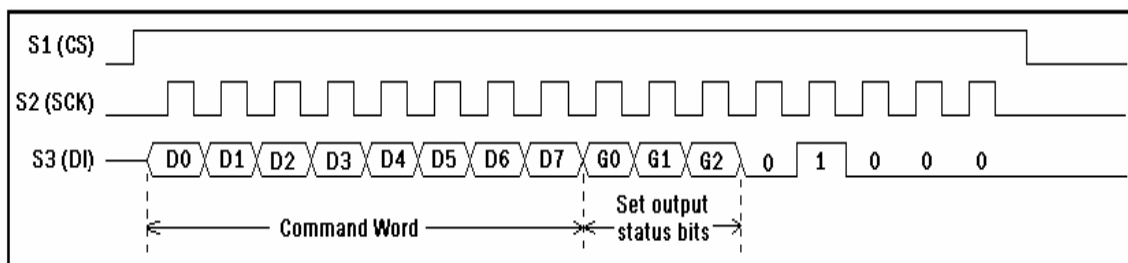 S1 (CS)
S2 (SCK)
S3 (DI) D0 D1 D2 D3 D4 D5 D6 D7 G0 G1 G2 0 1 0 0 0
Command Word
Set output
status bits